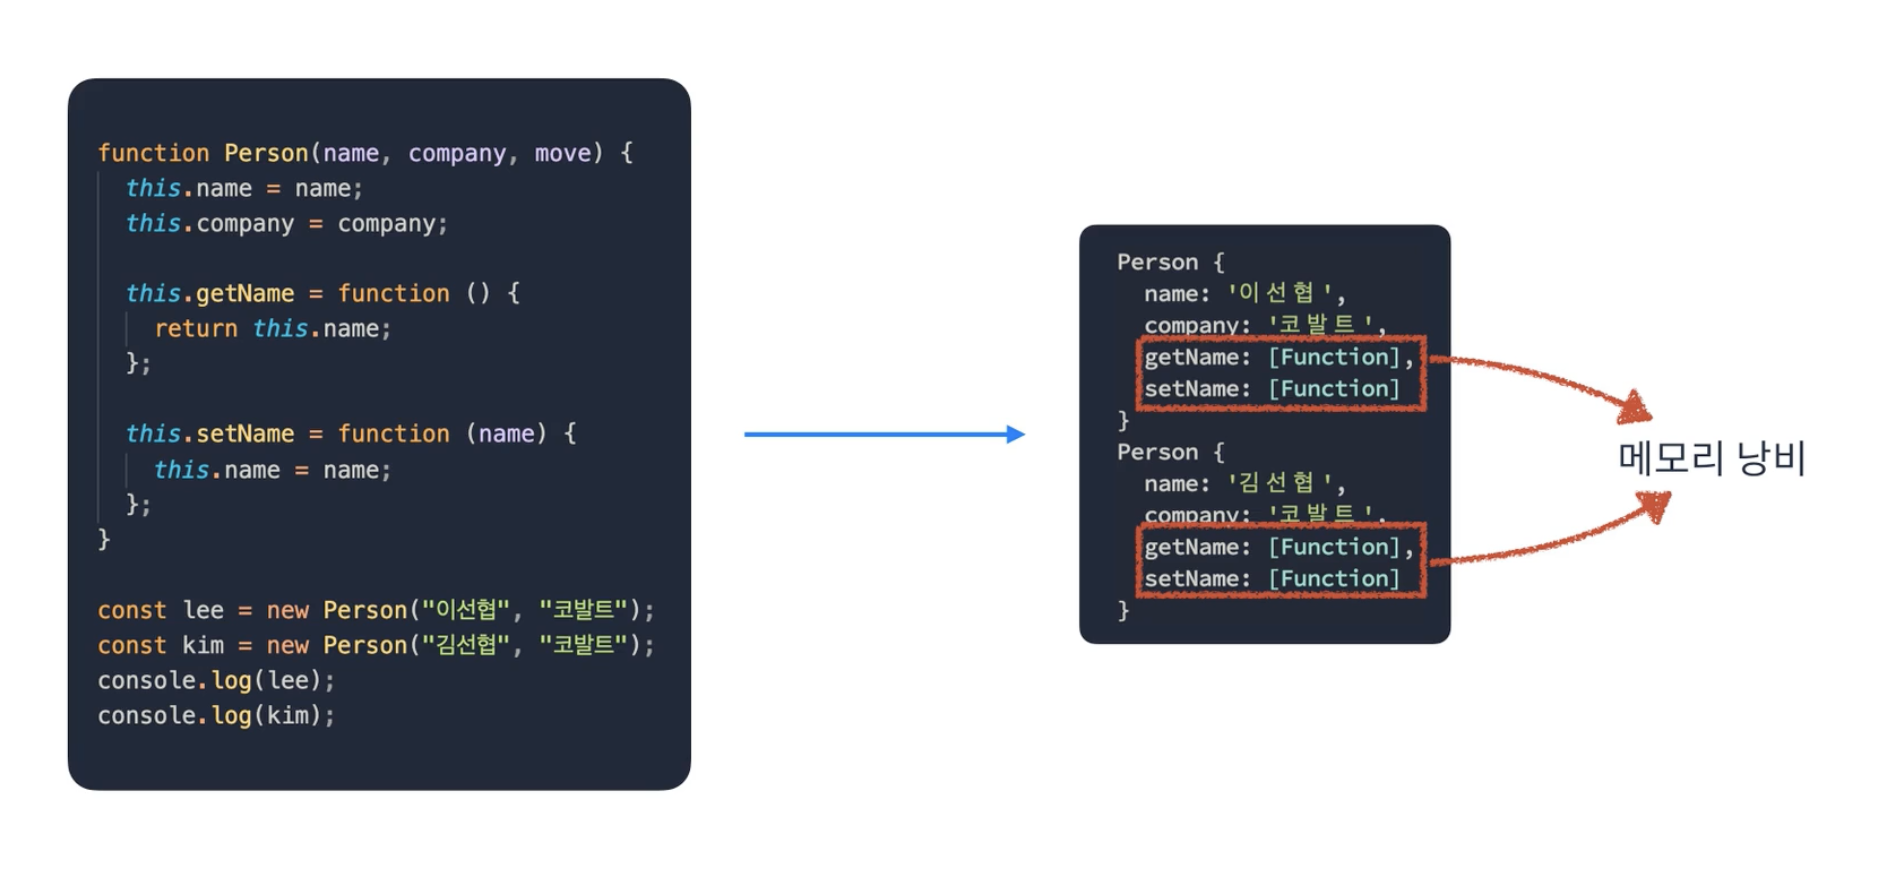 function Person(name, company, move) {
this.name = name;
this.company = company;
this.getName = function () {
return this.name;
};
this.setName = function (name) {
this.name = name;
};
}
const lee = new Person("이선협", "코발트");
const kim = new Person("김선협", "코발트");
console.log(lee);
console.log(kim);
Person {
name: '이선협',
company: '코발트',
getName: [Function],
setName: [Function]
}
Person {
name: '김선협',
company: '코발트',
getName: [Function],
setName: [Function]
}
메모리 낭비